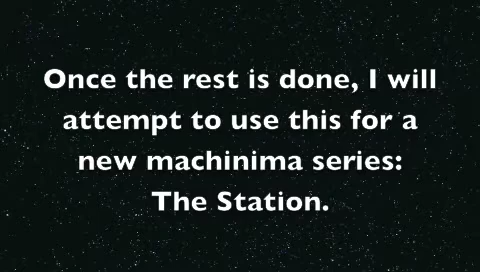 Once the rest is done, I will
attempt to use this for a
new machinima series:
The Station.